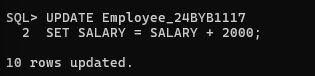 SQL> UPDATE Employee_24BYB1117
  2  SET SALARY = SALARY + 2000;
10 rows updated.